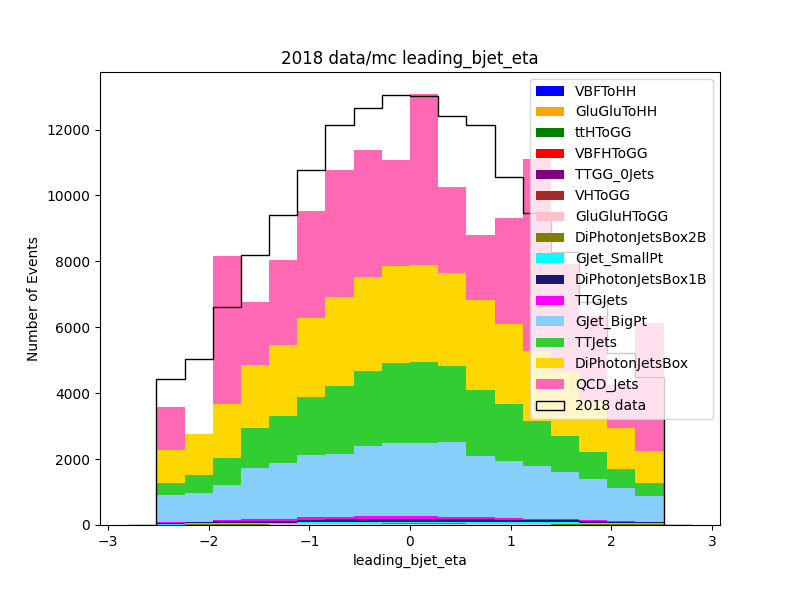 2018 data/mc leading_bjet_eta
Number of Events
12000
10000
8000
6000
4000
2000
0
−3
−2
−1
0
1
2
3
leading_bjet_eta
VBFToHH
GluGluToHH
ttHToGG
VBFHToGG
TTGG_0Jets
VHToGG
GluGluHToGG
DiPhotonJetsBox2B
GJet_SmallPt
DiPhotonJetsBox1B
TTGJets
GJet_BigPt
TTJets
DiPhotonJetsBox
QCD_Jets
2018 data